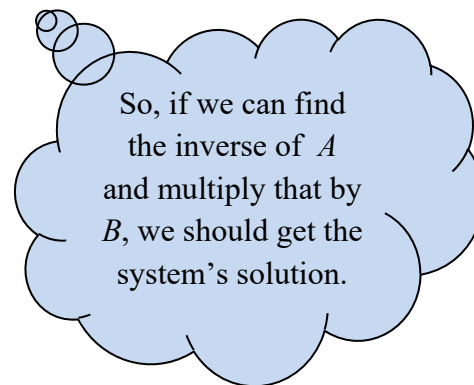 So, if we can find
the inverse of A
and multiply that by
B, we should get the
system’s solution.